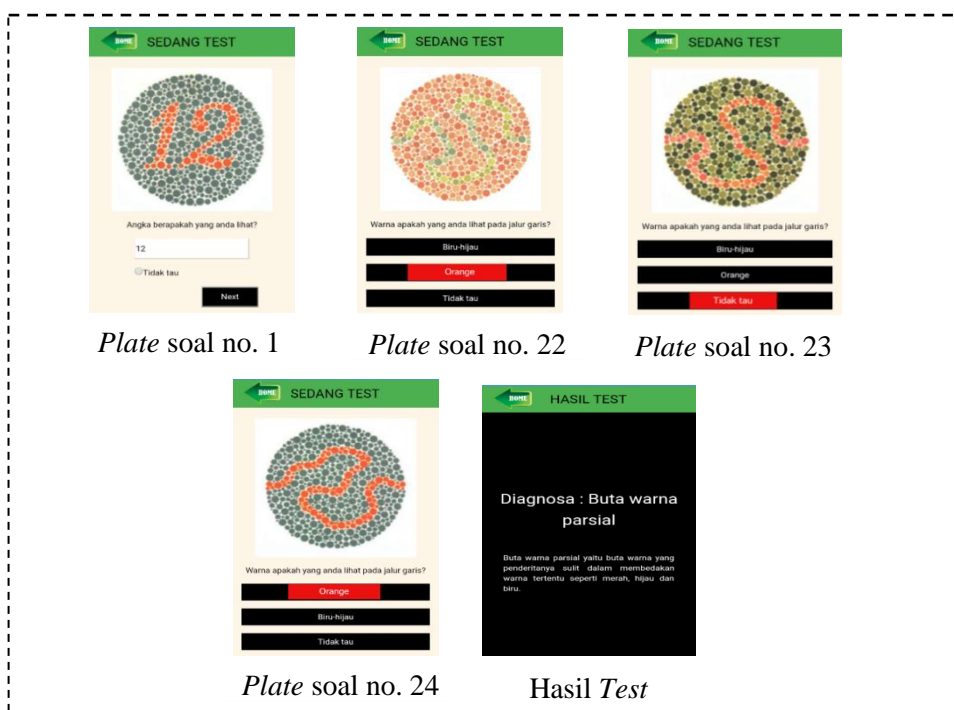 HOME SEDANG TEST
12
Angka berapakah yang anda lihat?
12
Tidak tau
Next
Plate soal no. 1
HOME SEDANG TEST
Warna apakah yang anda lihat pada jalur garis?
Biru-hijau
Orange
Tidak tau
Plate soal no. 22
HOME SEDANG TEST
Warna apakah yang anda lihat pada jalur garis?
Biru-hijau
Orange
Tidak tau
Plate soal no. 23
HOME SEDANG TEST
Warna apakah yang anda lihat pada jalur garis?
Orange
Biru-hijau
Tidak tau
Plate soal no. 24
HOME HASIL TEST
Diagnosa : Buta warna
parsial
Buta warna parsial yaitu buta warna yang
penderitanya sulit dalam membedakan
warna tertentu seperti merah, hijau dan
biru.
Hasil Test